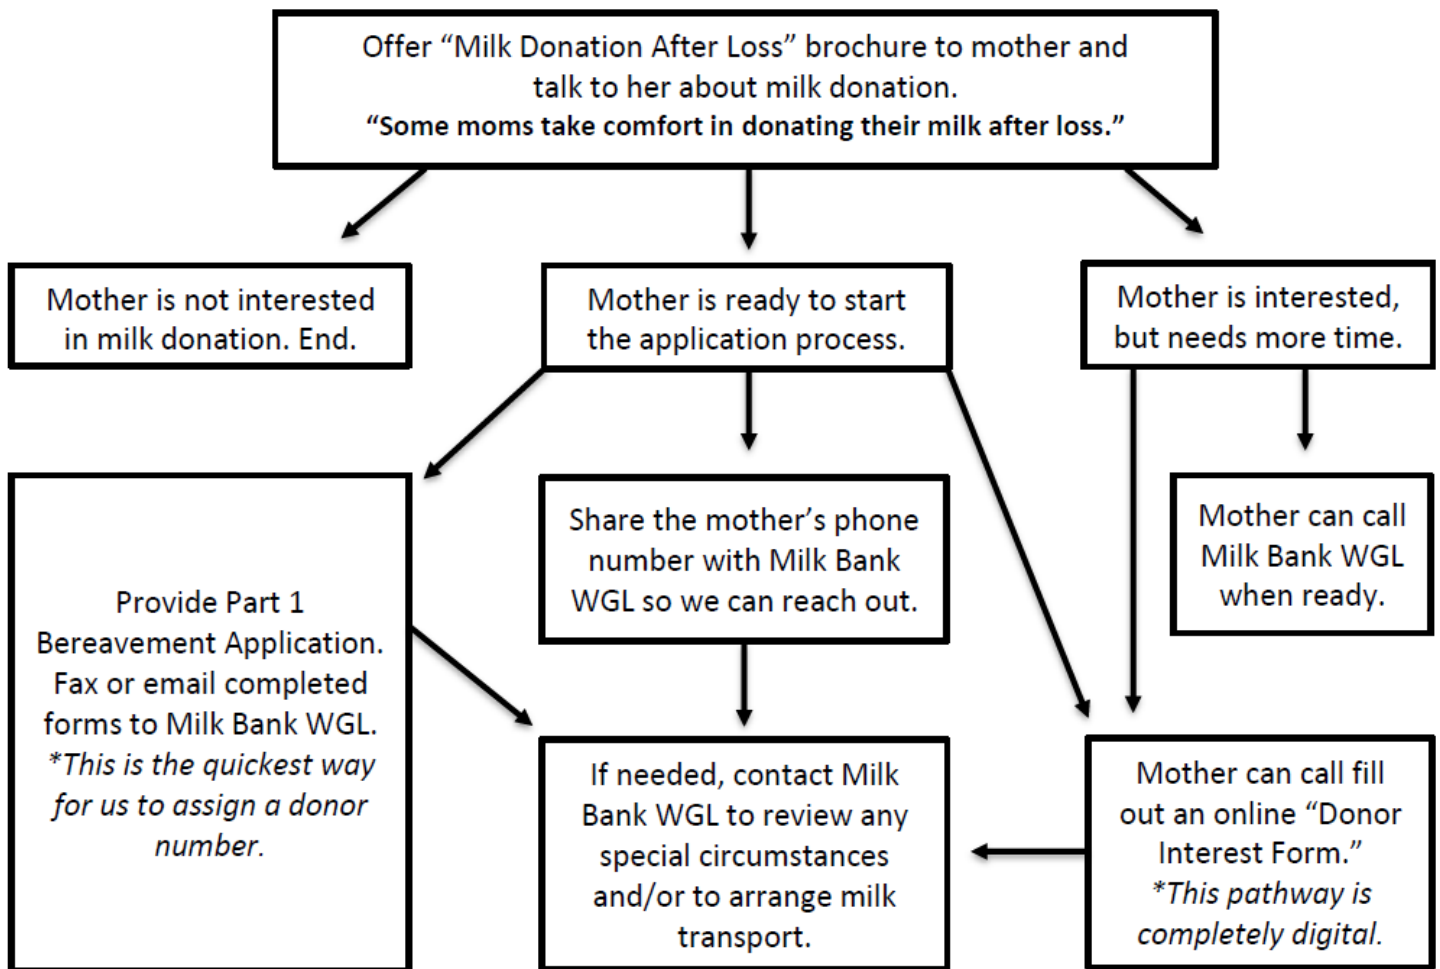 Offer “Milk Donation After Loss” brochure to mother and
talk to her about milk donation.
“Some moms take comfort in donating their milk after loss.”
Mother is not interested
in milk donation. End.
Mother is ready to start
the application process.
Mother is interested,
but needs more time.
Provide Part 1
Bereavement Application.
Fax or email completed
forms to Milk Bank WGL.
*This is the quickest way
for us to assign a donor
number.
Share the mother’s phone
number with Milk Bank
WGL so we can reach out.
Mother can call
Milk Bank WGL
when ready.
If needed, contact Milk
Bank WGL to review any
special circumstances
and/or to arrange milk
transport.
Mother can call fill
out an online “Donor
Interest Form.”
*This pathway is
completely digital.